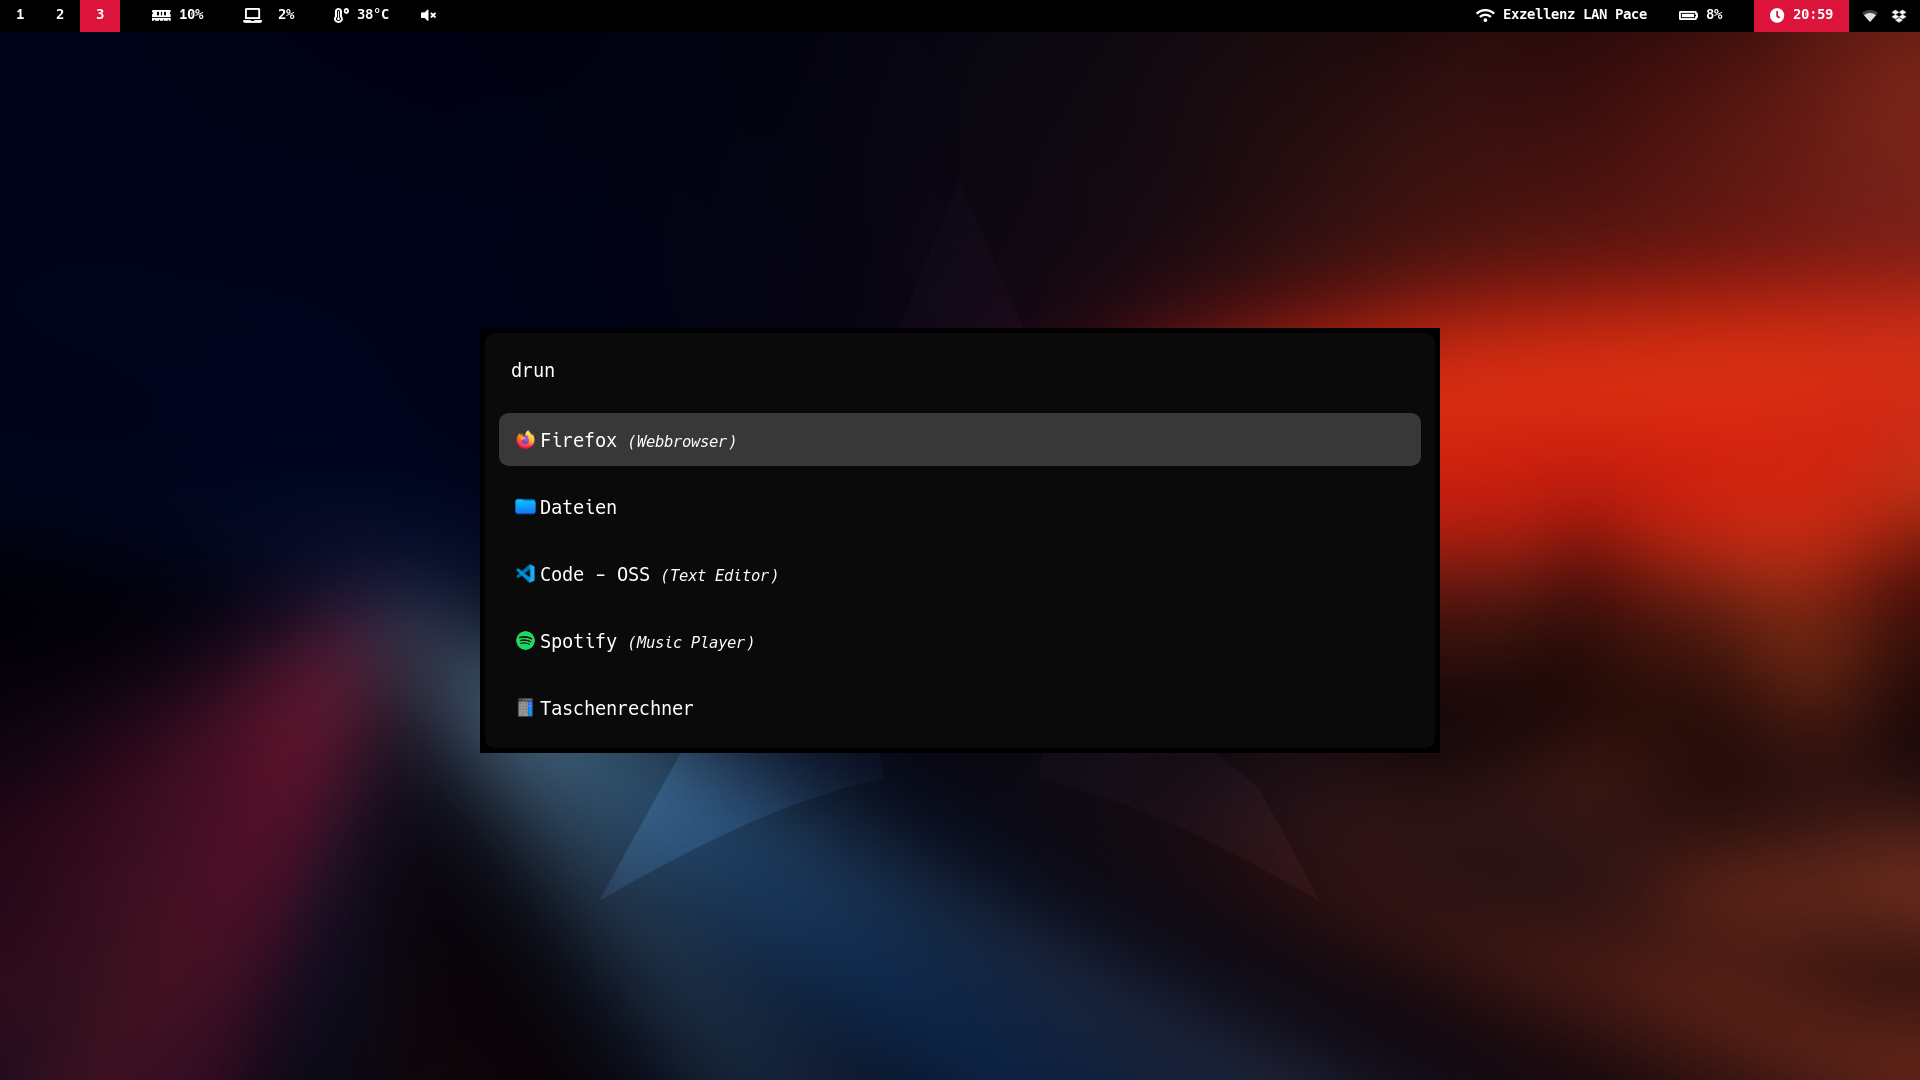 1 2 3 10% 2% 38°C Exzellenz LAN Pace 8% 20:59
drun
Firefox (Webbrowser)
Dateien
Code - OSS (Text Editor)
Spotify (Music Player)
Taschenrechner